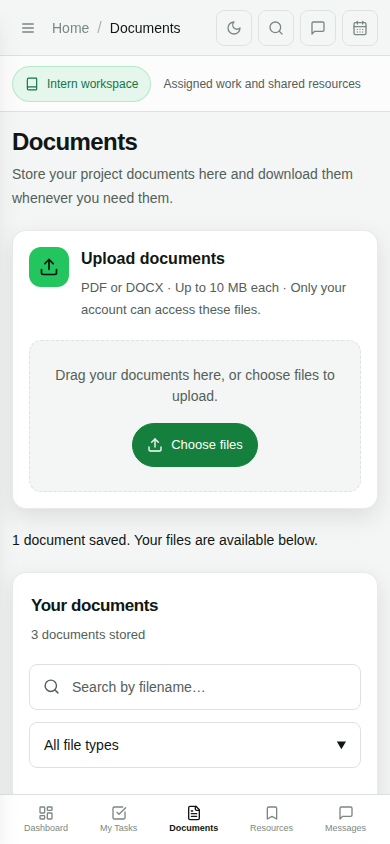 Home / Documents
Intern workspace
Assigned work and shared resources
Documents
Store your project documents here and download them
whenever you need them.
Upload documents
PDF or DOCX · Up to 10 MB each · Only your
account can access these files.
Drag your documents here, or choose files to
upload.
Choose files
1 document saved. Your files are available below.
Your documents
3 documents stored
Search by filename…
All file types
Dashboard
My Tasks
Documents
Resources
Messages